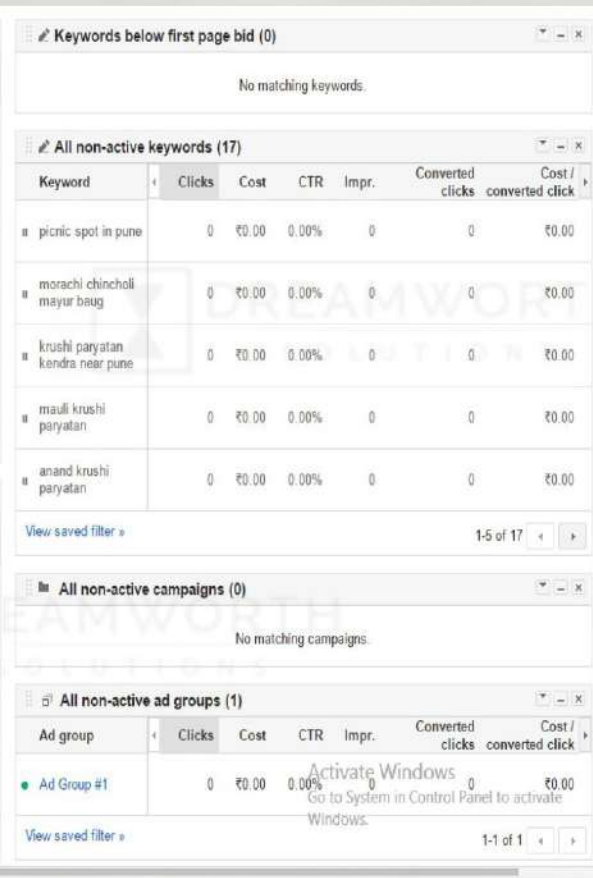 Keywords below first page bid (0)
No matching keywords.
All non-active keywords (17)
Keyword Clicks Cost CTR Impr. Converted clicks Cost / converted click
picnic spot in pune 0 ₹0.00 0.00% 0 0 ₹0.00
morachi chincholi mayur baug 0 ₹0.00 0.00% 0 0 ₹0.00
krushi paryatan kendra near pune 0 ₹0.00 0.00% 0 0 ₹0.00
mauli krushi paryatan 0 ₹0.00 0.00% 0 0 ₹0.00
anand krushi paryatan 0 ₹0.00 0.00% 0 0 ₹0.00
View saved filter » 1-5 of 17
All non-active campaigns (0)
No matching campaigns.
All non-active ad groups (1)
Ad group Clicks Cost CTR Impr. Converted clicks Cost / converted click
Ad Group #1 0 ₹0.00 0.00% 0 0 ₹0.00
View saved filter » 1-1 of 1
Activate Windows
Go to System in Control Panel to activate
Windows.
DREAMWORTH
SOLUTIONS